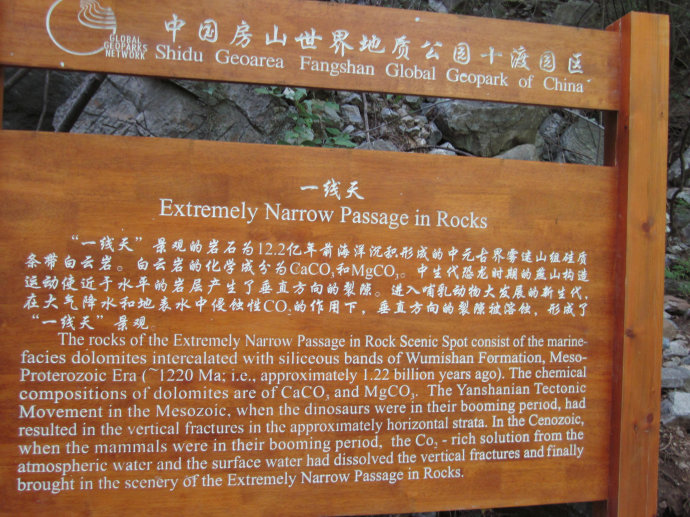 GLOBAL
GEOPARKS
NETWORK
中国房山世界地质公园十渡园区
Shidu Geoarea Fangshan Global Geopark of China
一线天
Extremely Narrow Passage in Rocks
“一线天”景观的岩石为12.2亿年前海洋沉积形成的中元古界雾迷山组硅质
条带白云岩。白云岩的化学成分为CaCO₃和MgCO₃。中生代恐龙时期的燕山构造
运动使近于水平的岩层产生了垂直方向的裂隙。进入哺乳动物大发展的新生代，
在大气降水和地表水中侵蚀性CO₂的作用下，垂直方向的裂隙被溶蚀，形成了
“一线天”景观
The rocks of the Extremely Narrow Passage in Rock Scenic Spot consist of the marine-
facies dolomites intercalated with siliceous bands of Wumishan Formation, Meso-
Proterozoic Era (~1220 Ma; i.e., approximately 1.22 billion years ago). The chemical
compositions of dolomites are of CaCO₃ and MgCO₃. The Yanshanian Tectonic
Movement in the Mesozoic, when the dinosaurs were in their booming period, had
resulted in the vertical fractures in the approximately horizontal strata. In the Cenozoic,
when the mammals were in their booming period, the Co₂ - rich solution from the
atmospheric water and the surface water had dissolved the vertical fractures and finally
brought in the scenery of the Extremely Narrow Passage in Rocks.